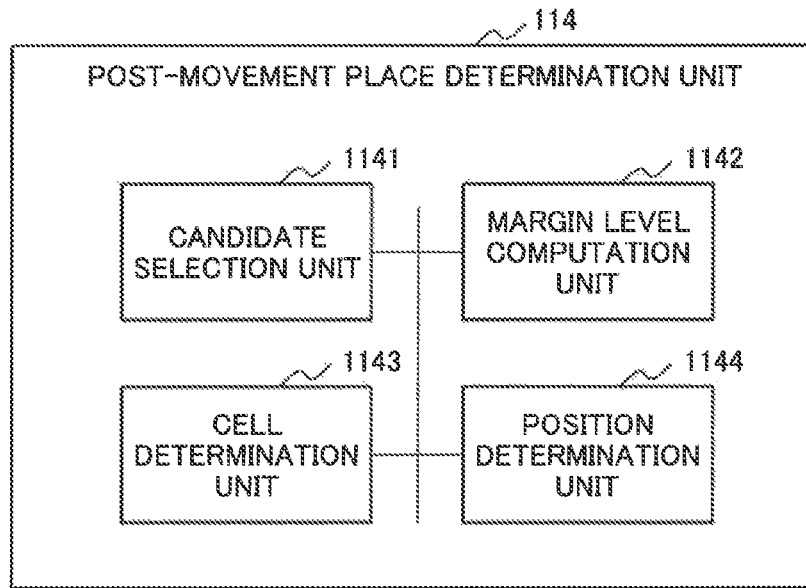 114
POST-MOVEMENT PLACE DETERMINATION UNIT
1141
CANDIDATE
SELECTION UNIT
1142
MARGIN LEVEL
COMPUTATION
UNIT
1143
CELL
DETERMINATION
UNIT
1144
POSITION
DETERMINATION
UNIT